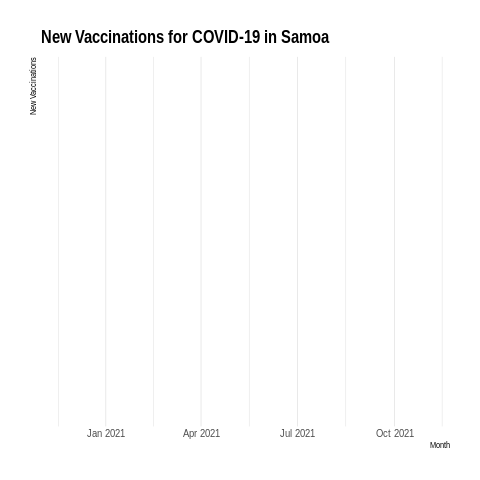 New Vaccinations for COVID-19 in Samoa
New Vaccinations
Jan 2021 Apr 2021 Jul 2021 Oct 2021
Month